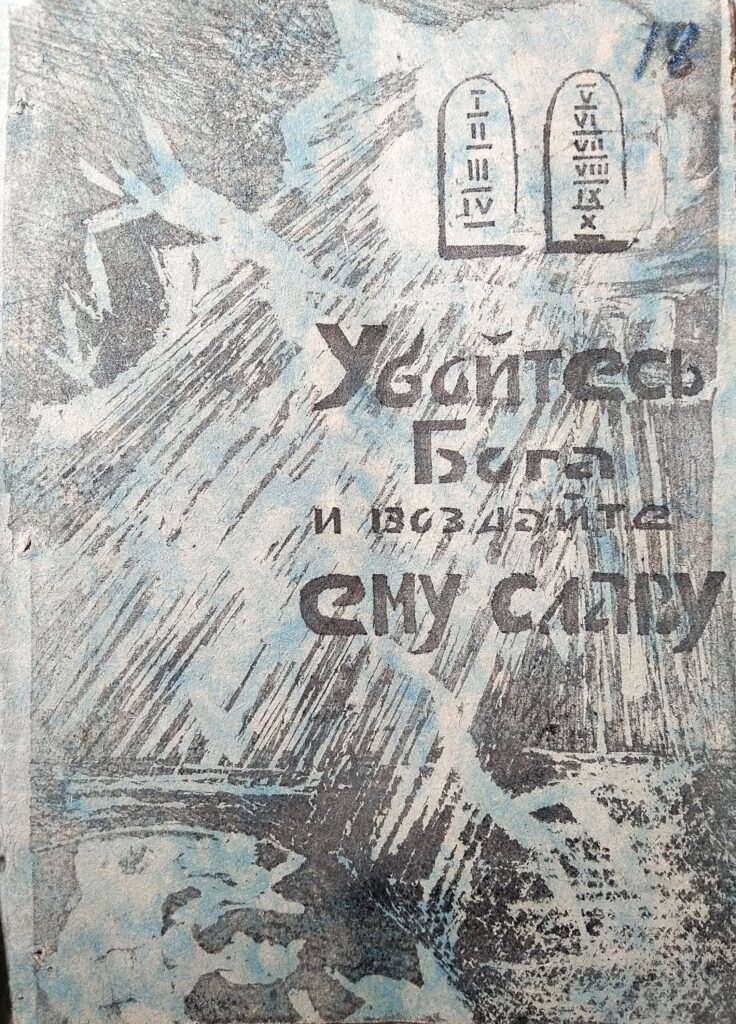 18
I
II
III
IV
V
VI
VII
VIII
IX
X
Убойтесь
Бога
и воздайте
ему славу